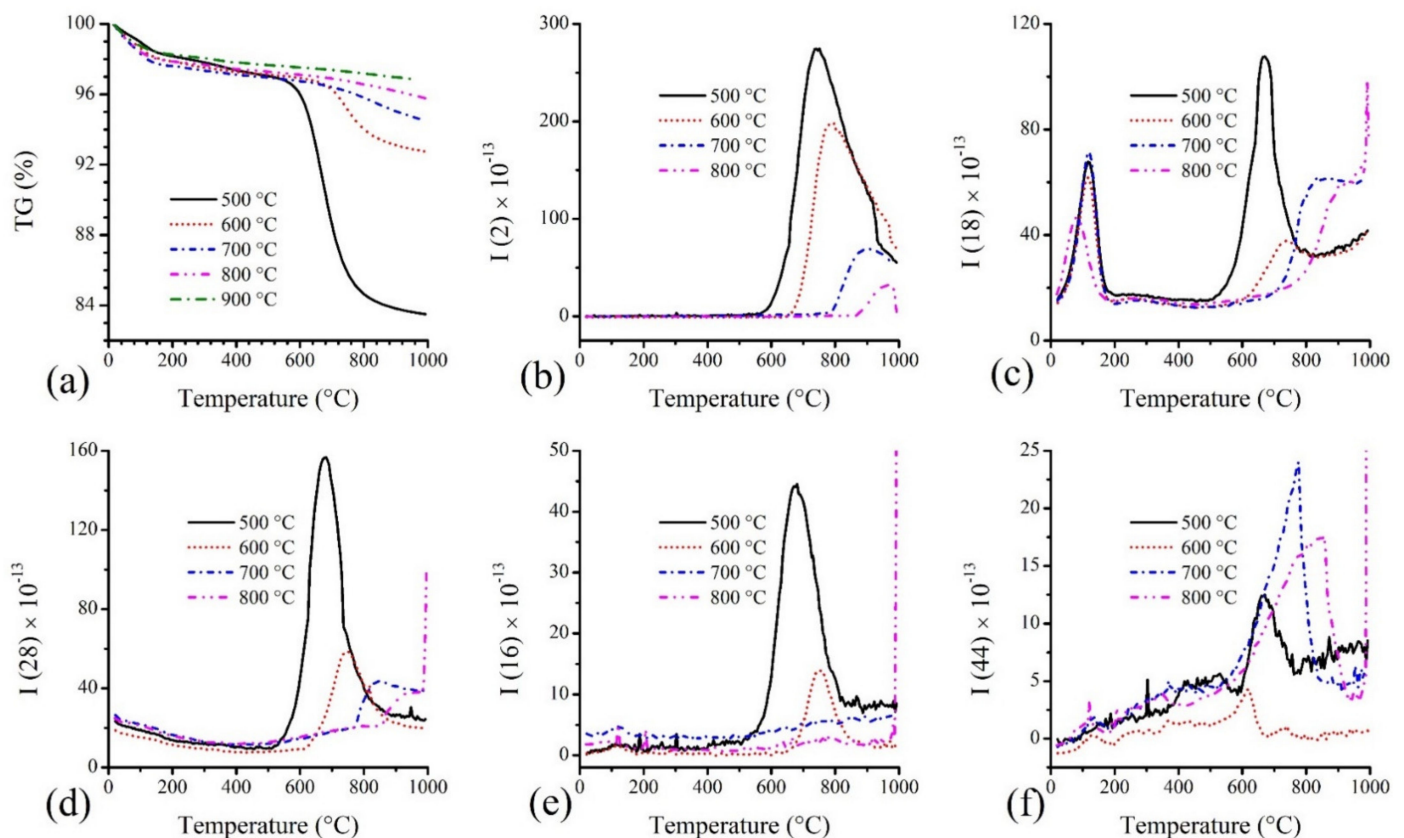 100
96
92
88
84
TG (%)
500 °C
600 °C
700 °C
800 °C
900 °C
0 200 400 600 800 1000
Temperature (°C)
(a)
300
200
100
0
I (2) × 10⁻¹³
500 °C
600 °C
700 °C
800 °C
0 200 400 600 800 1000
Temperature (°C)
(b)
120
80
40
0
I (18) × 10⁻¹³
500 °C
600 °C
700 °C
800 °C
0 200 400 600 800 1000
Temperature (°C)
(c)
160
120
80
40
0
I (28) × 10⁻¹³
500 °C
600 °C
700 °C
800 °C
0 200 400 600 800 1000
Temperature (°C)
(d)
50
40
30
20
10
0
I (16) × 10⁻¹³
500 °C
600 °C
700 °C
800 °C
0 200 400 600 800 1000
Temperature (°C)
(e)
25
20
15
10
5
0
I (44) × 10⁻¹³
500 °C
600 °C
700 °C
800 °C
0 200 400 600 800 1000
Temperature (°C)
(f)